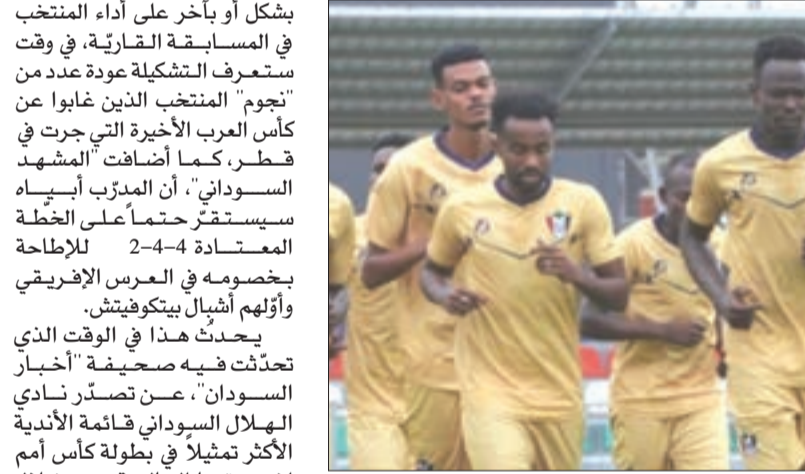 بشكل أو بآخر على أداء المنتخب
في المسابقة القاريّة، في وقت
ستعرف التشكيلة عودة عدد من
"نجوم" المنتخب الذين غابوا عن
كأس العرب الأخيرة التي جرت في
قطر، كما أضافت "المشهد
السوداني"، أن المدرّب أبياه
سيستقرّ حتماً على الخطّة
المعتادة 4-4-2 للإطاحة
بخصومه في العرس الإفريقي
وأوّلهم أشبال بيتكوفيتش.
يحدثُ هذا في الوقت الذي
تحدّثت فيه صحيفة "أخبار
السودان"، عن تصدّر نادي
الهلال السوداني قائمة الأندية
الأكثر تمثيلاً في بطولة كأس أمم